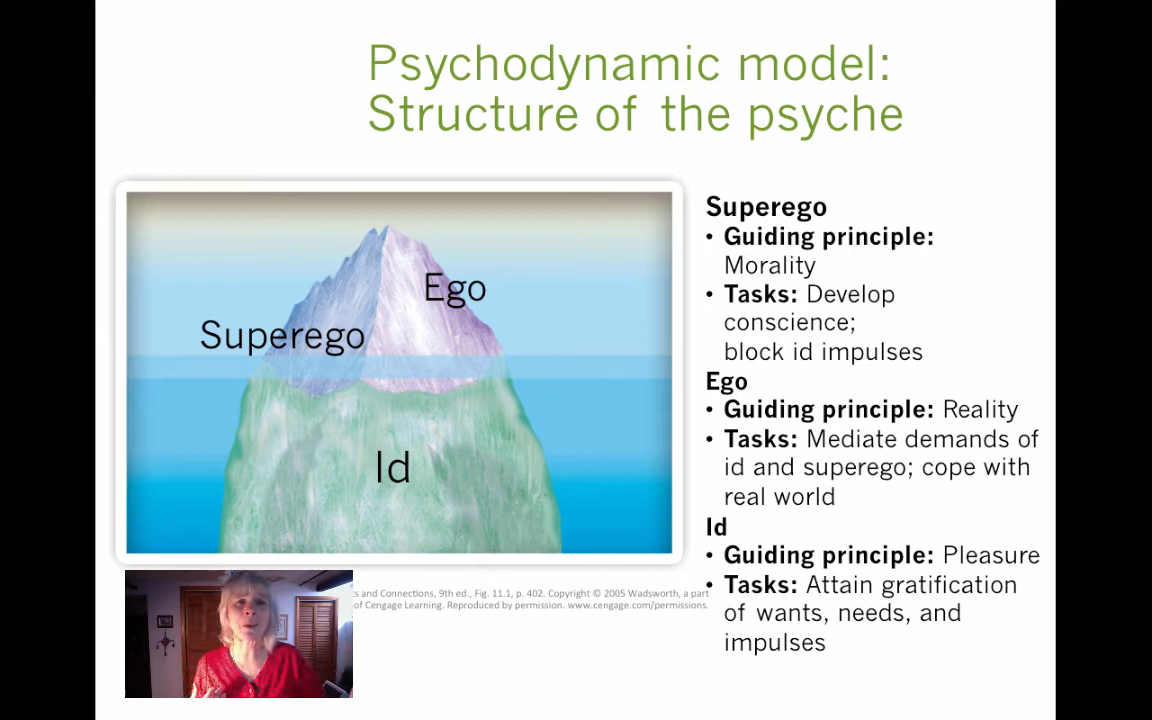 Psychodynamic model:
Structure of the psyche
Superego
Ego
Id
Superego
• Guiding principle:
Morality
• Tasks: Develop
conscience;
block id impulses
Ego
• Guiding principle: Reality
• Tasks: Mediate demands of
id and superego; cope with
real world
Id
• Guiding principle: Pleasure
• Tasks: Attain gratification
of wants, needs, and
impulses
and Connections, 9th ed., Fig. 11.1, p. 402. Copyright © 2005 Wadsworth, a part
of Cengage Learning. Reproduced by permission. www.cengage.com/permissions.